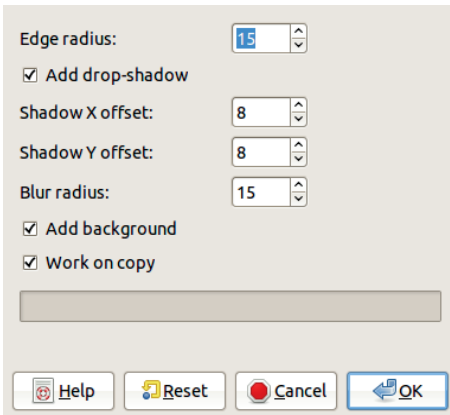 Edge radius: 15
Add drop-shadow
Shadow X offset: 8
Shadow Y offset: 8
Blur radius: 15
Add background
Work on copy
Help Reset Cancel OK